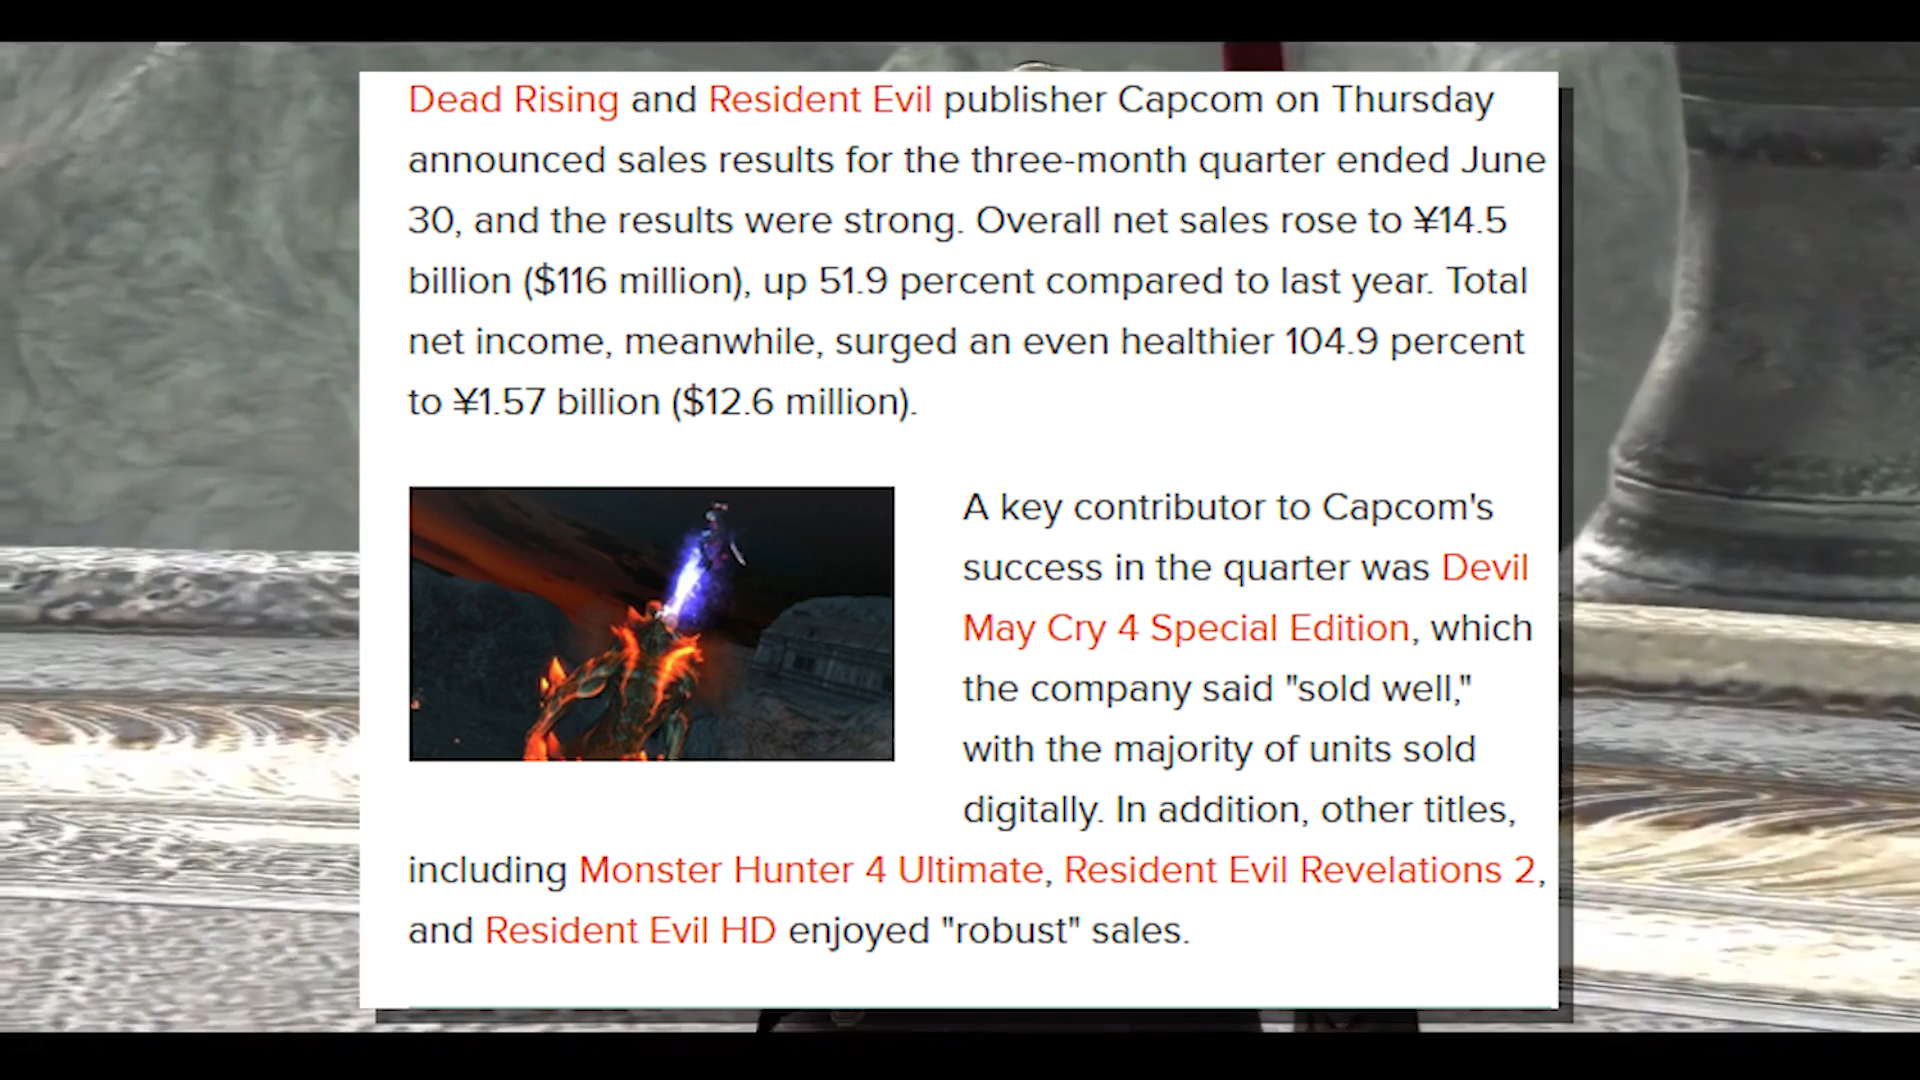 Dead Rising and Resident Evil publisher Capcom on Thursday
announced sales results for the three-month quarter ended June
30, and the results were strong. Overall net sales rose to ¥14.5
billion ($116 million), up 51.9 percent compared to last year. Total
net income, meanwhile, surged an even healthier 104.9 percent
to ¥1.57 billion ($12.6 million).
A key contributor to Capcom's
success in the quarter was Devil
May Cry 4 Special Edition, which
the company said "sold well,"
with the majority of units sold
digitally. In addition, other titles,
including Monster Hunter 4 Ultimate, Resident Evil Revelations 2,
and Resident Evil HD enjoyed "robust" sales.